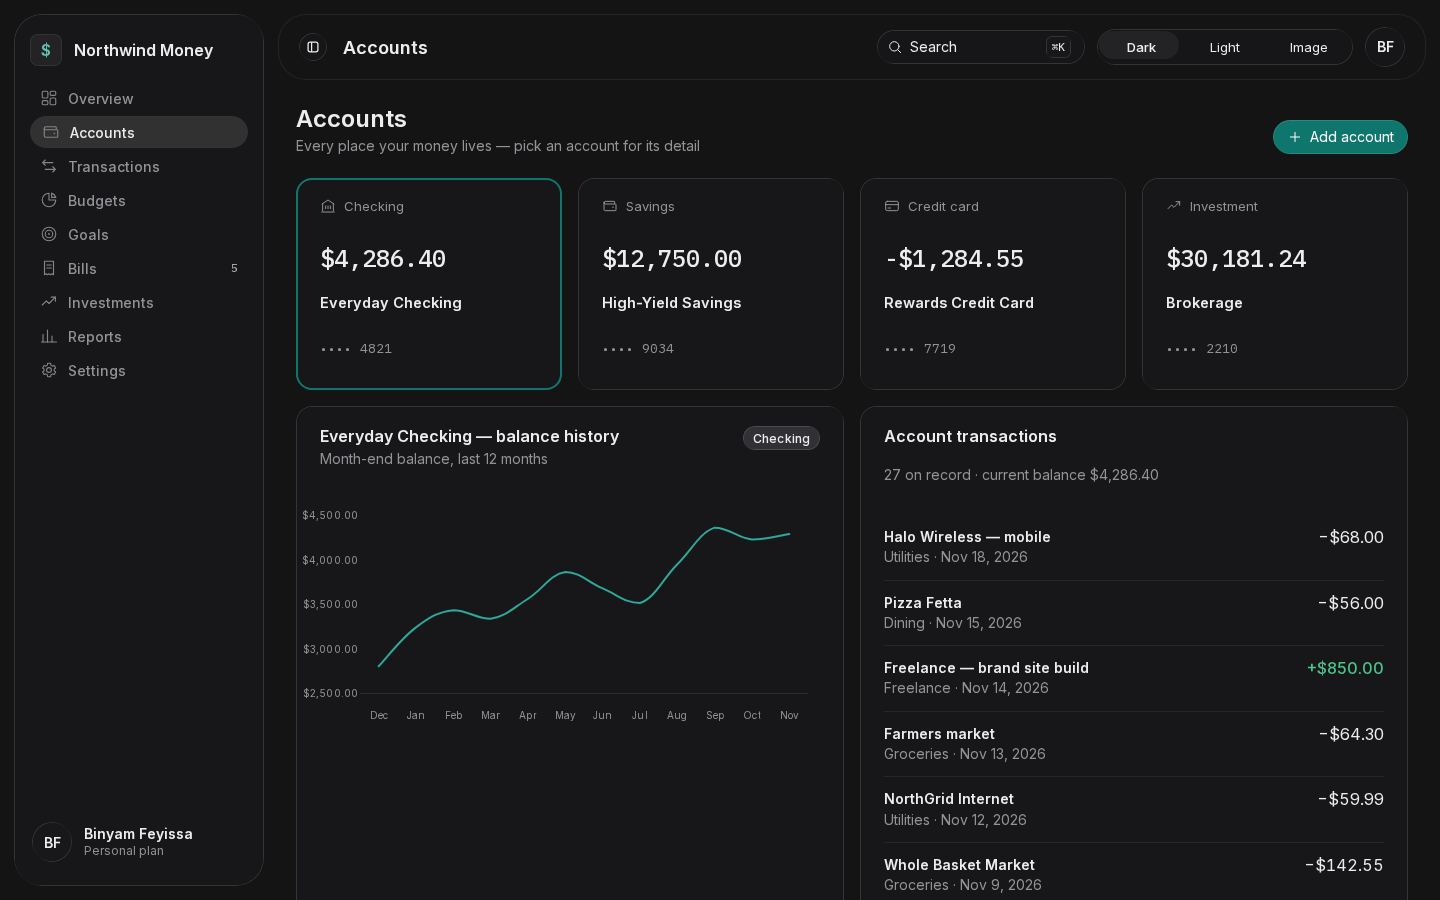 $ Northwind Money
Overview
Accounts
Transactions
Budgets
Goals
Bills 5
Investments
Reports
Settings
BF
Binyam Feyissa
Personal plan
Accounts
Search ⌘K
Dark Light Image
BF
Accounts
Every place your money lives — pick an account for its detail
+ Add account
Checking
$4,286.40
Everyday Checking
•••• 4821
Savings
$12,750.00
High-Yield Savings
•••• 9034
Credit card
-$1,284.55
Rewards Credit Card
•••• 7719
Investment
$30,181.24
Brokerage
•••• 2210
Everyday Checking — balance history
Checking
Month-end balance, last 12 months
$4,500.00
$4,000.00
$3,500.00
$3,000.00
$2,500.00
Dec Jan Feb Mar Apr May Jun Jul Aug Sep Oct Nov
Account transactions
27 on record · current balance $4,286.40
Halo Wireless — mobile −$68.00
Utilities · Nov 18, 2026
Pizza Fetta −$56.00
Dining · Nov 15, 2026
Freelance — brand site build +$850.00
Freelance · Nov 14, 2026
Farmers market −$64.30
Groceries · Nov 13, 2026
NorthGrid Internet −$59.99
Utilities · Nov 12, 2026
Whole Basket Market −$142.55
Groceries · Nov 9, 2026